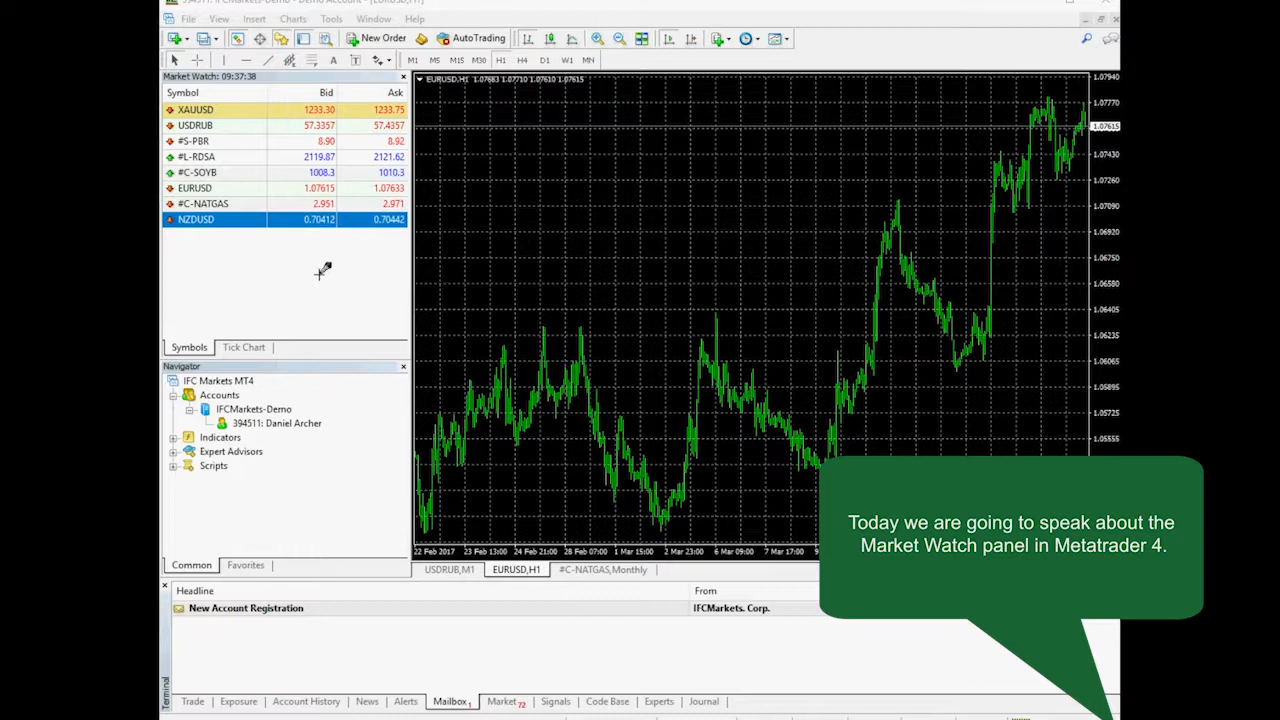 394511: IFCMarkets-Demo - Demo Account - [EURUSD,H1]
File View Insert Charts Tools Window Help
New Order AutoTrading
M1 M5 M15 M30 H1 H4 D1 W1 MN
Market Watch: 09:37:38
Symbol Bid Ask
XAUUSD 1233.30 1233.75
USDRUB 57.3357 57.4357
#S-PBR 8.90 8.92
#L-RDSA 2119.87 2121.62
#C-SOYB 1008.3 1010.3
EURUSD 1.07615 1.07633
#C-NATGAS 2.951 2.971
NZDUSD 0.70412 0.70442
Symbols Tick Chart
Navigator
IFC Markets MT4
Accounts
IFCMarkets-Demo
394511: Daniel Archer
Indicators
Expert Advisors
Scripts
Common Favorites
EURUSD,H1 1.07683 1.07710 1.07610 1.07615
1.07940
1.07770
1.07615
1.07430
1.07260
1.07090
1.06920
1.06750
1.06580
1.06405
1.06235
1.06065
1.05895
1.05725
1.05555
22 Feb 2017 23 Feb 13:00 24 Feb 21:00 28 Feb 07:00 1 Mar 15:00 2 Mar 23:00 6 Mar 09:00 7 Mar 17:00
USDRUB,M1 EURUSD,H1 #C-NATGAS,Monthly
Today we are going to speak about the
Market Watch panel in Metatrader 4.
Headline From
New Account Registration IFCMarkets. Corp.
Terminal
Trade Exposure Account History News Alerts Mailbox 1 Market 72 Signals Code Base Experts Journal